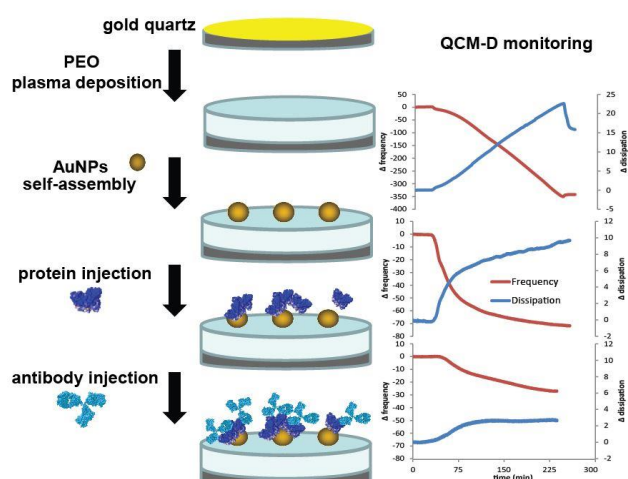 gold quartz
QCM-D monitoring
PEO
plasma deposition
AuNPs
self-assembly
protein injection
antibody injection
Δ frequency
50
0
-50
-100
-150
-200
-250
-300
-350
-400
25
20
15
10
5
0
-5
Δ dissipation
Δ frequency
10
0
-10
-20
-30
-40
-50
-60
-70
-80
Frequency
Dissipation
12
10
8
6
4
2
0
-2
Δ dissipation
Δ frequency
10
0
-10
-20
-30
-40
-50
-60
-70
-80
12
10
8
6
4
2
0
-2
Δ dissipation
0 75 150 225 300
time (min)